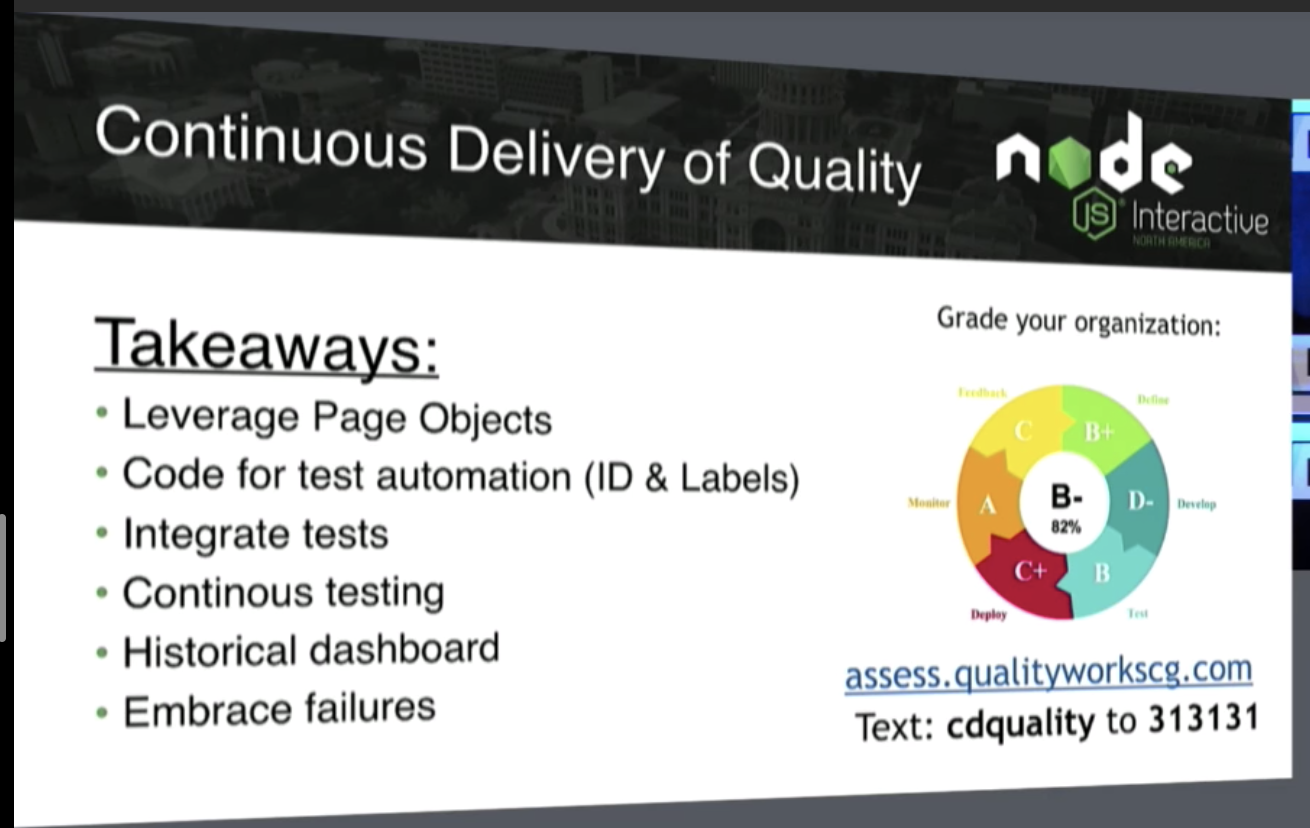 Continuous Delivery of Quality
node
JS Interactive
NORTH AMERICA
Takeaways:
• Leverage Page Objects
• Code for test automation (ID & Labels)
• Integrate tests
• Continous testing
• Historical dashboard
• Embrace failures
Grade your organization:
Feedback
Define
C
B+
Monitor
A
B-
82%
D-
Develop
C+
B
Deploy
Test
assess.qualityworkscg.com
Text: cdquality to 313131